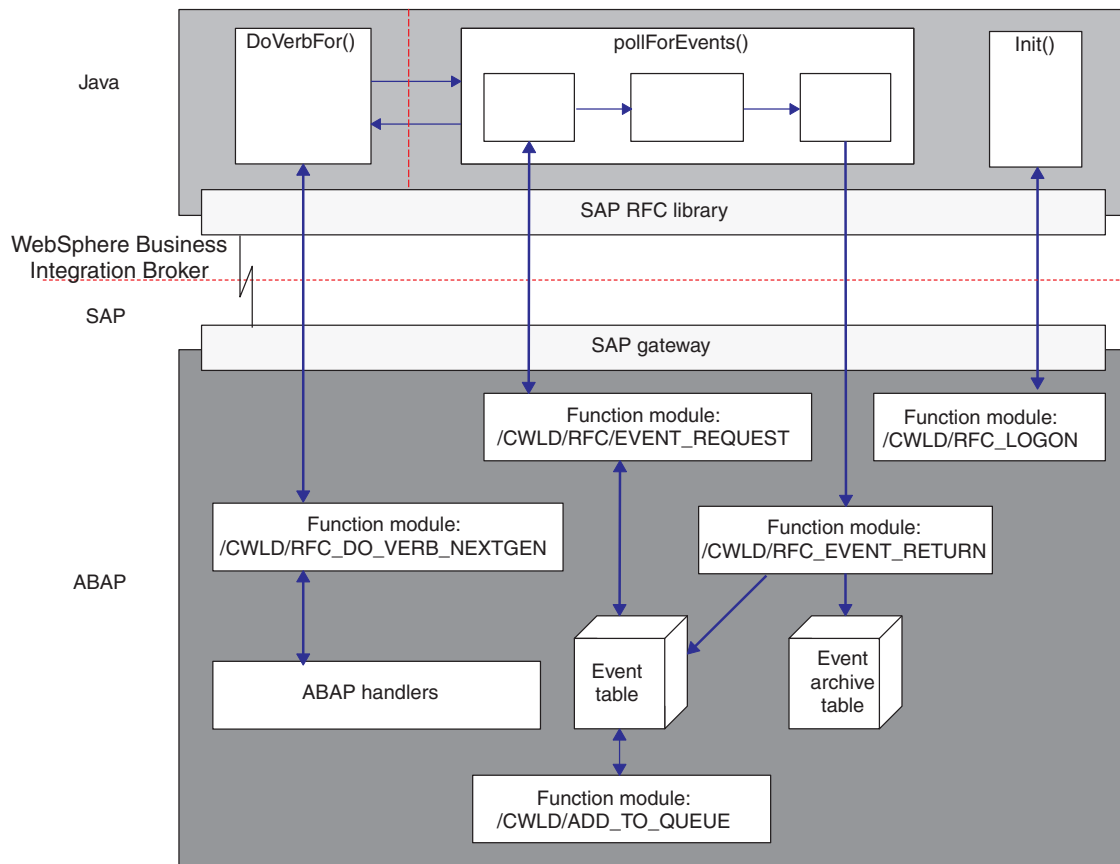 DoVerbFor()
pollForEvents()
Init()
Java
SAP RFC library
WebSphere Business
Integration Broker
SAP
SAP gateway
Function module:
/CWLD/RFC/EVENT_REQUEST
Function module:
/CWLD/RFC_LOGON
Function module:
/CWLD/RFC_DO_VERB_NEXTGEN
Function module:
/CWLD/RFC_EVENT_RETURN
ABAP
ABAP handlers
Event
table
Event
archive
table
Function module:
/CWLD/ADD_TO_QUEUE